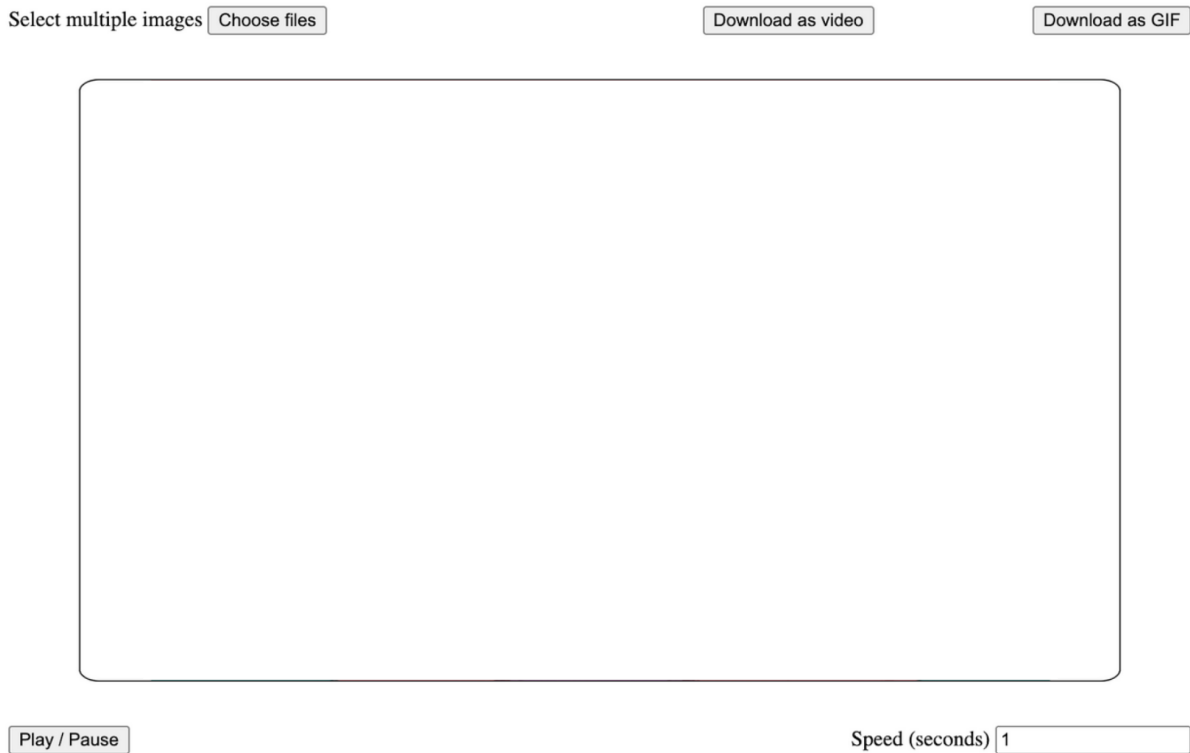 Select multiple images Choose files Download as video Download as GIF
Play / Pause Speed (seconds) 1